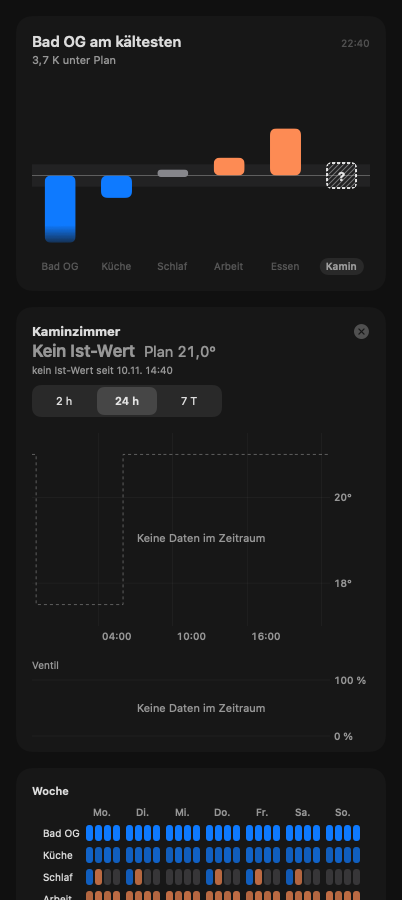 Bad OG am kältesten
22:40
3,7 K unter Plan
?
Bad OG Küche Schlaf Arbeit Essen Kamin
Kaminzimmer
Kein Ist-Wert Plan 21,0°
kein Ist-Wert seit 10.11. 14:40
2 h 24 h 7 T
20°
Keine Daten im Zeitraum
18°
04:00 10:00 16:00
Ventil
100 %
Keine Daten im Zeitraum
0 %
Woche
Mo. Di. Mi. Do. Fr. Sa. So.
Bad OG
Küche
Schlaf
Arbeit